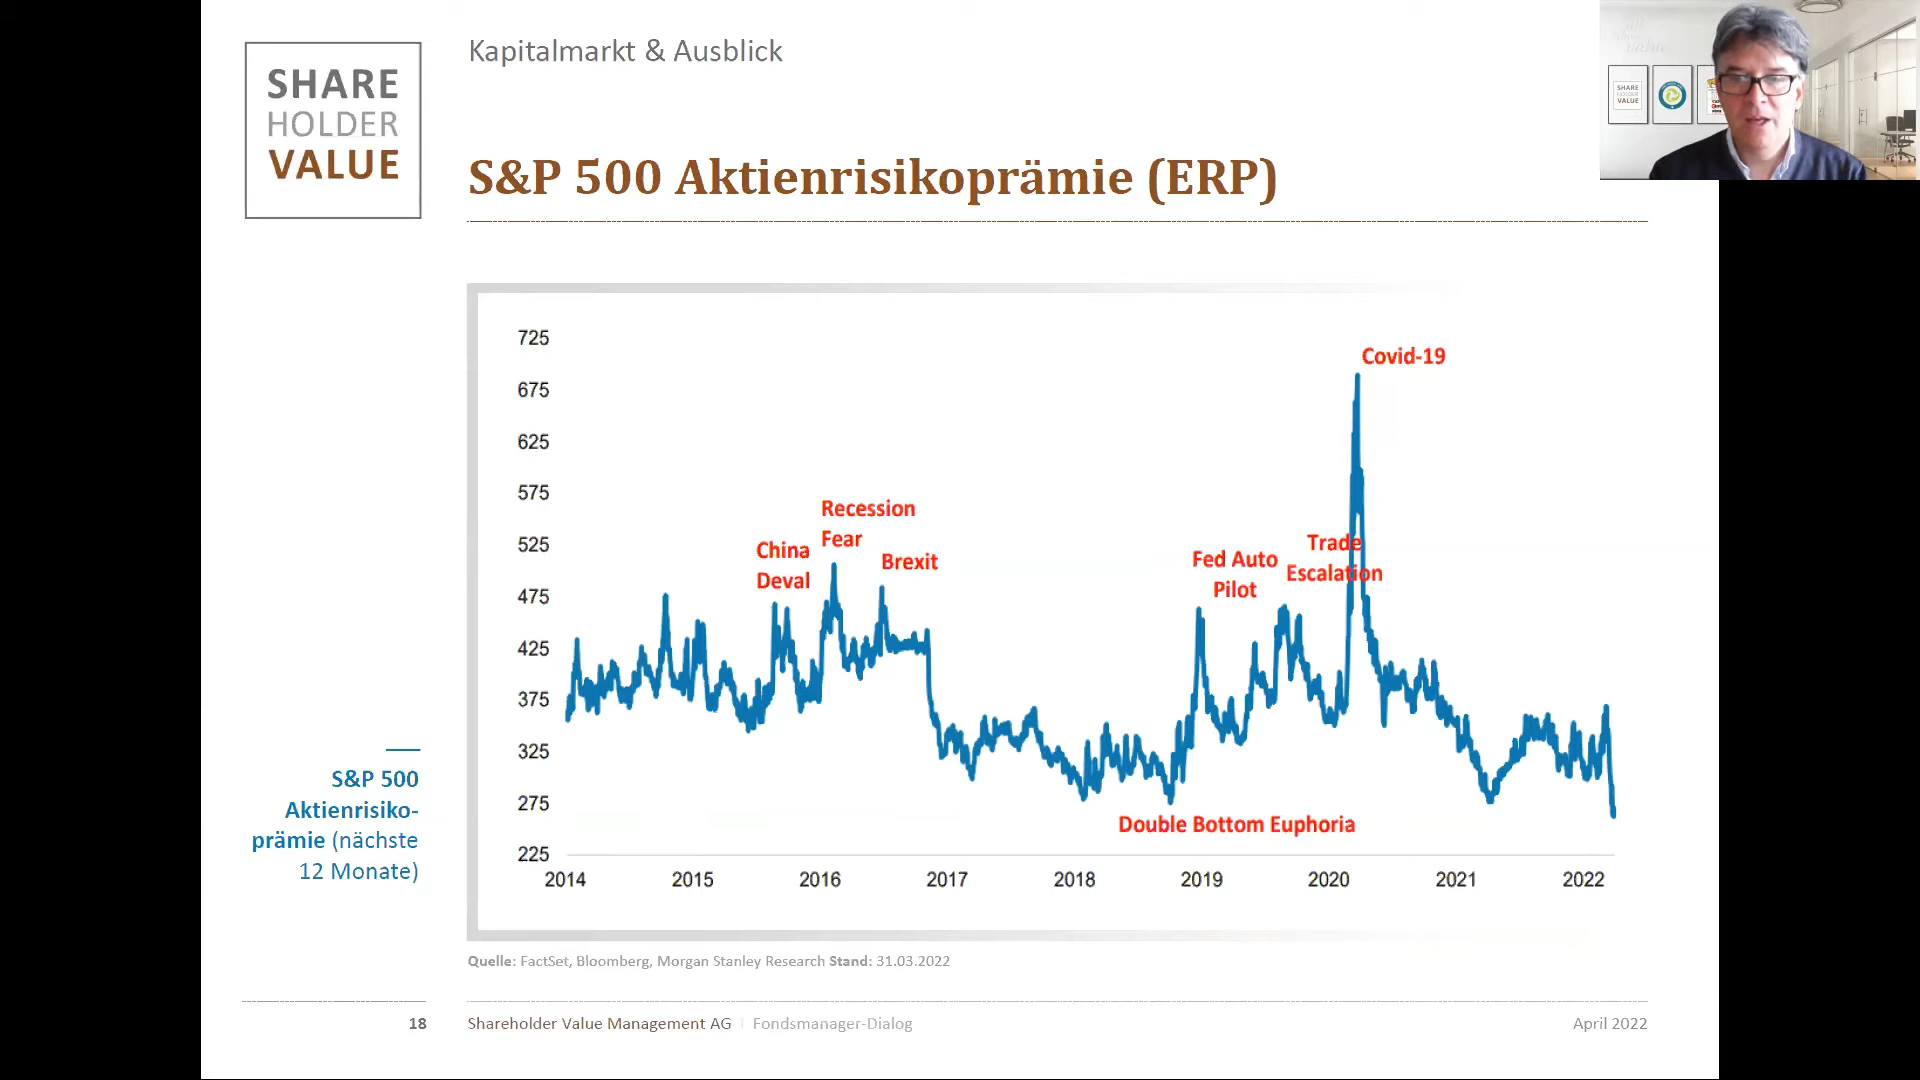 SHARE
HOLDER
VALUE
Kapitalmarkt & Ausblick
S&P 500 Aktienrisikoprämie (ERP)
SHARE
HOLDER
VALUE
725
675
625
575
525
475
425
375
325
275
225
Covid-19
Recession
Fear
China
Deval
Brexit
Fed Auto
Pilot
Trade
Escalation
Double Bottom Euphoria
2014 2015 2016 2017 2018 2019 2020 2021 2022
S&P 500
Aktienrisiko-
prämie (nächste
12 Monate)
Quelle: FactSet, Bloomberg, Morgan Stanley Research Stand: 31.03.2022
18 Shareholder Value Management AG | Fondsmanager-Dialog April 2022